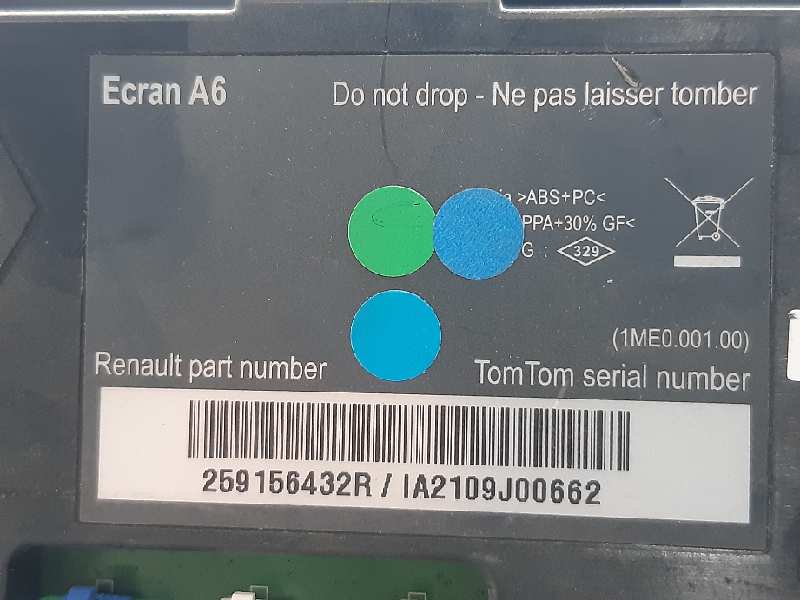 Ecran A6
Do not drop - Ne pas laisser tomber
>ABS+PC<
PPA+30% GF<
G : 329
(1ME0.001.00)
Renault part number
TomTom serial number
259156432R / IA2109J00662